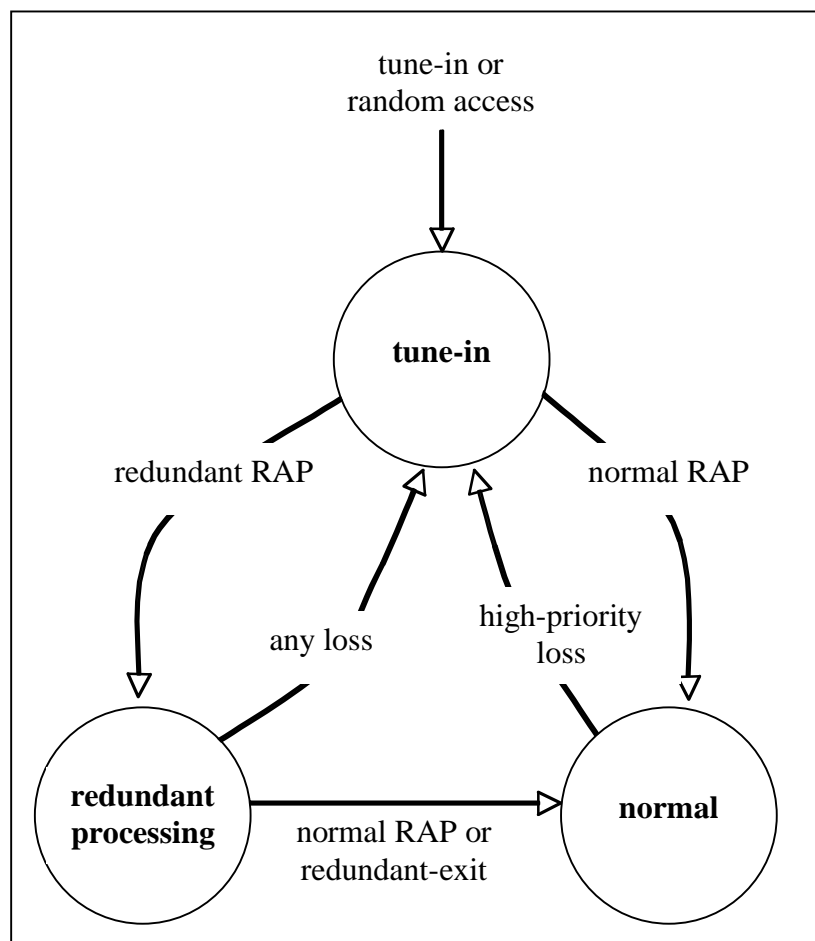 tune-in or
random access
tune-in
redundant RAP
normal RAP
any loss
high-priority
loss
redundant
processing
normal RAP or
redundant-exit
normal